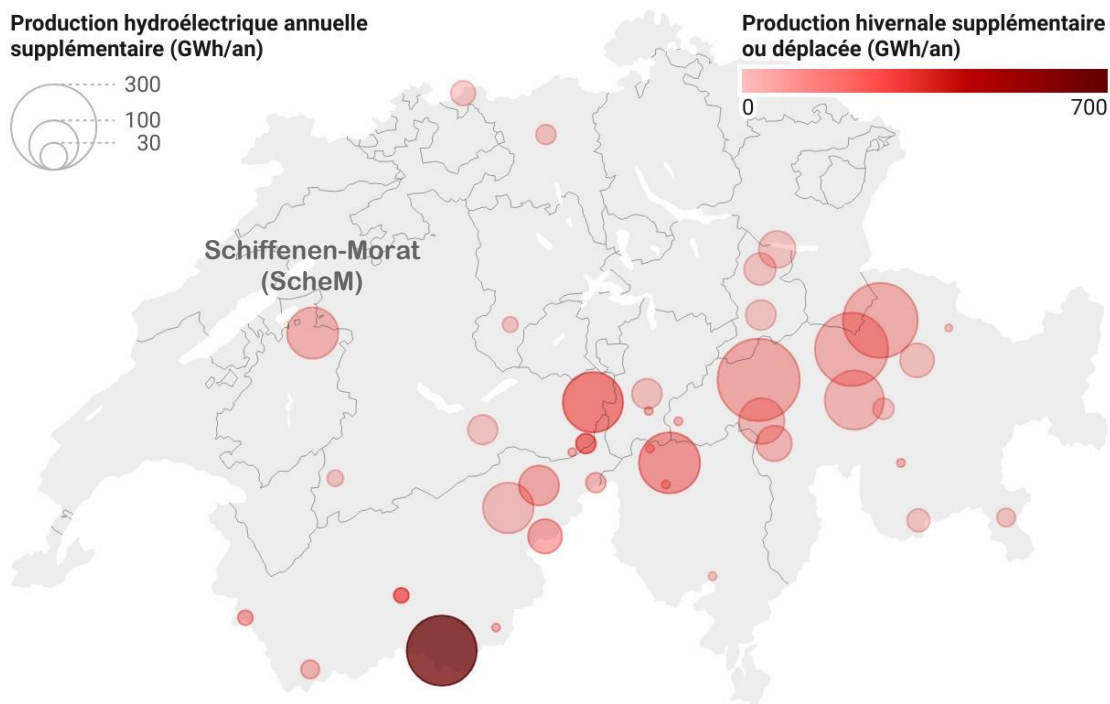 Production hydroélectrique annuelle
supplémentaire (GWh/an)
300
100
30
Production hivernale supplémentaire
ou déplacée (GWh/an)
0
700
Schiffenen-Morat
(ScheM)